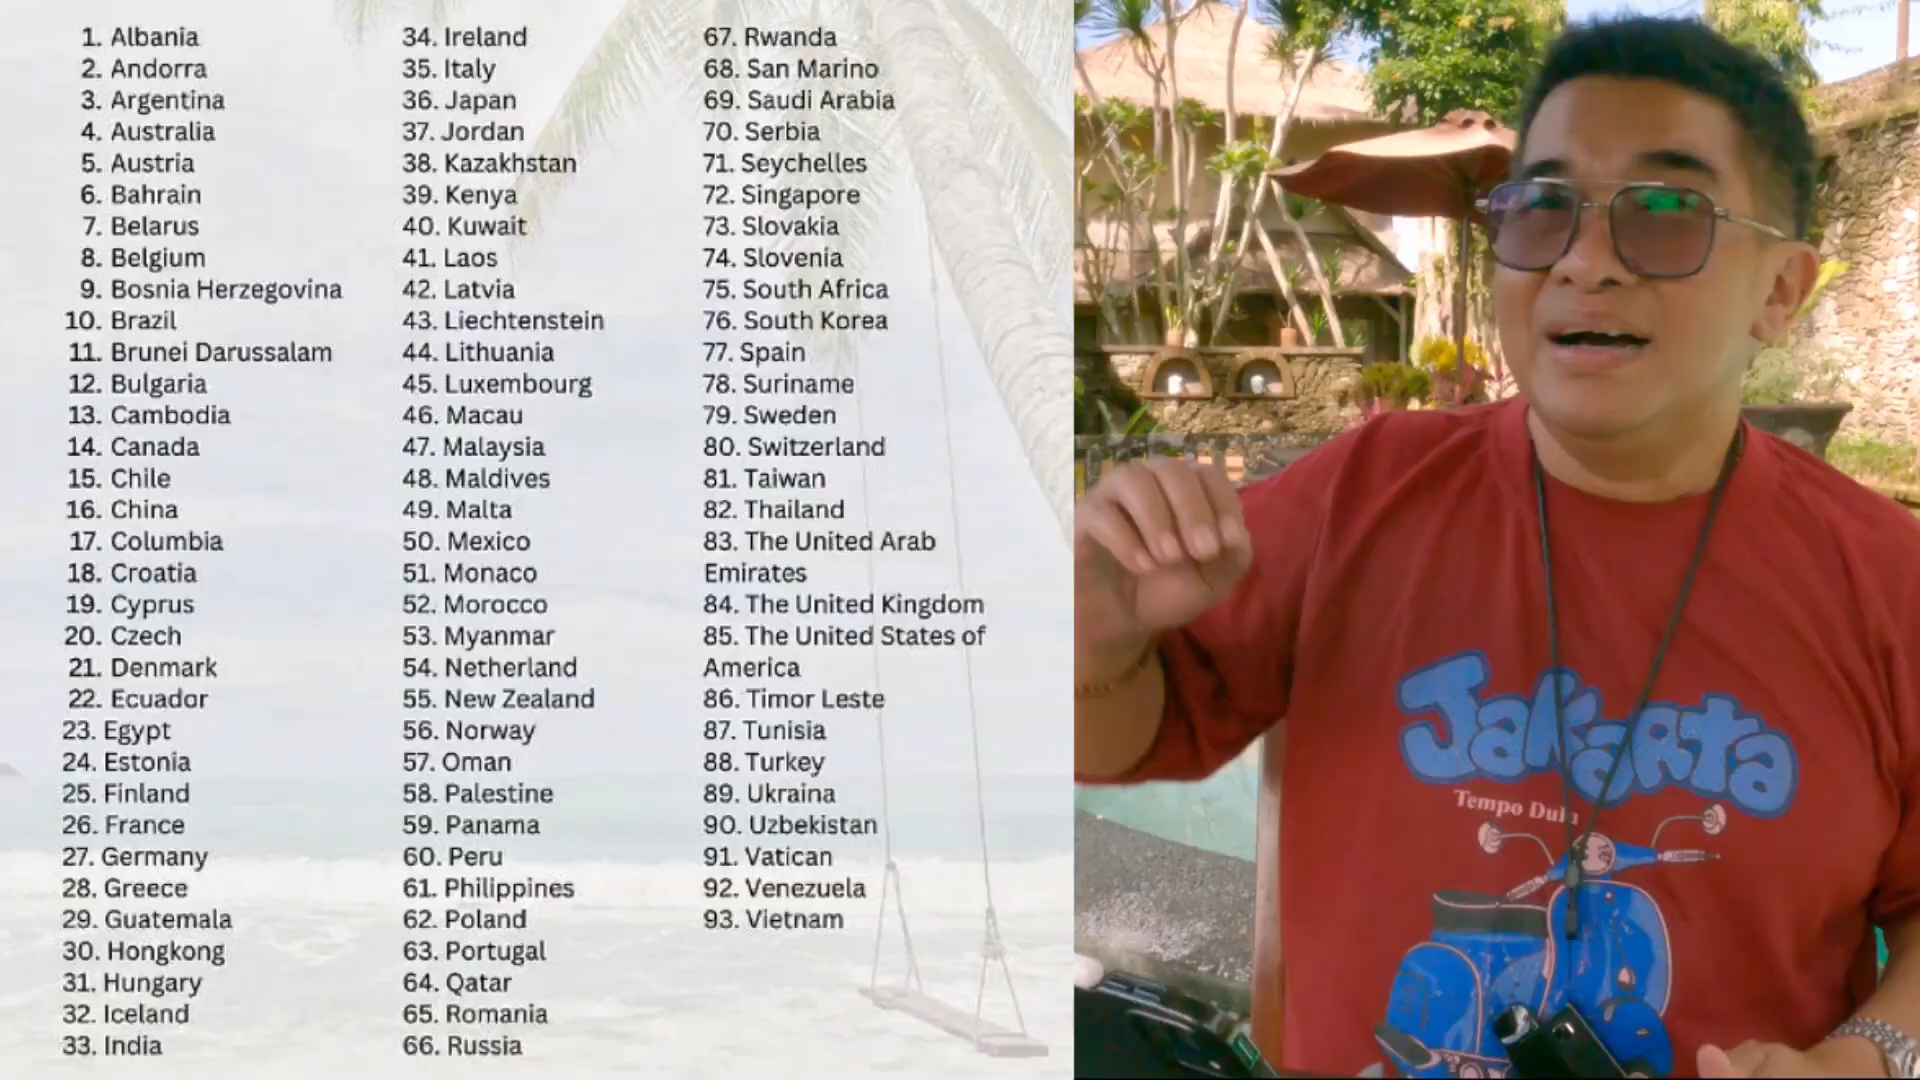 1. Albania
2. Andorra
3. Argentina
4. Australia
5. Austria
6. Bahrain
7. Belarus
8. Belgium
9. Bosnia Herzegovina
10. Brazil
11. Brunei Darussalam
12. Bulgaria
13. Cambodia
14. Canada
15. Chile
16. China
17. Columbia
18. Croatia
19. Cyprus
20. Czech
21. Denmark
22. Ecuador
23. Egypt
24. Estonia
25. Finland
26. France
27. Germany
28. Greece
29. Guatemala
30. Hongkong
31. Hungary
32. Iceland
33. India
34. Ireland
35. Italy
36. Japan
37. Jordan
38. Kazakhstan
39. Kenya
40. Kuwait
41. Laos
42. Latvia
43. Liechtenstein
44. Lithuania
45. Luxembourg
46. Macau
47. Malaysia
48. Maldives
49. Malta
50. Mexico
51. Monaco
52. Morocco
53. Myanmar
54. Netherland
55. New Zealand
56. Norway
57. Oman
58. Palestine
59. Panama
60. Peru
61. Philippines
62. Poland
63. Portugal
64. Qatar
65. Romania
66. Russia
67. Rwanda
68. San Marino
69. Saudi Arabia
70. Serbia
71. Seychelles
72. Singapore
73. Slovakia
74. Slovenia
75. South Africa
76. South Korea
77. Spain
78. Suriname
79. Sweden
80. Switzerland
81. Taiwan
82. Thailand
83. The United Arab
Emirates
84. The United Kingdom
85. The United States of
America
86. Timor Leste
87. Tunisia
88. Turkey
89. Ukraina
90. Uzbekistan
91. Vatican
92. Venezuela
93. Vietnam
Jakarta
Tempo Dulu